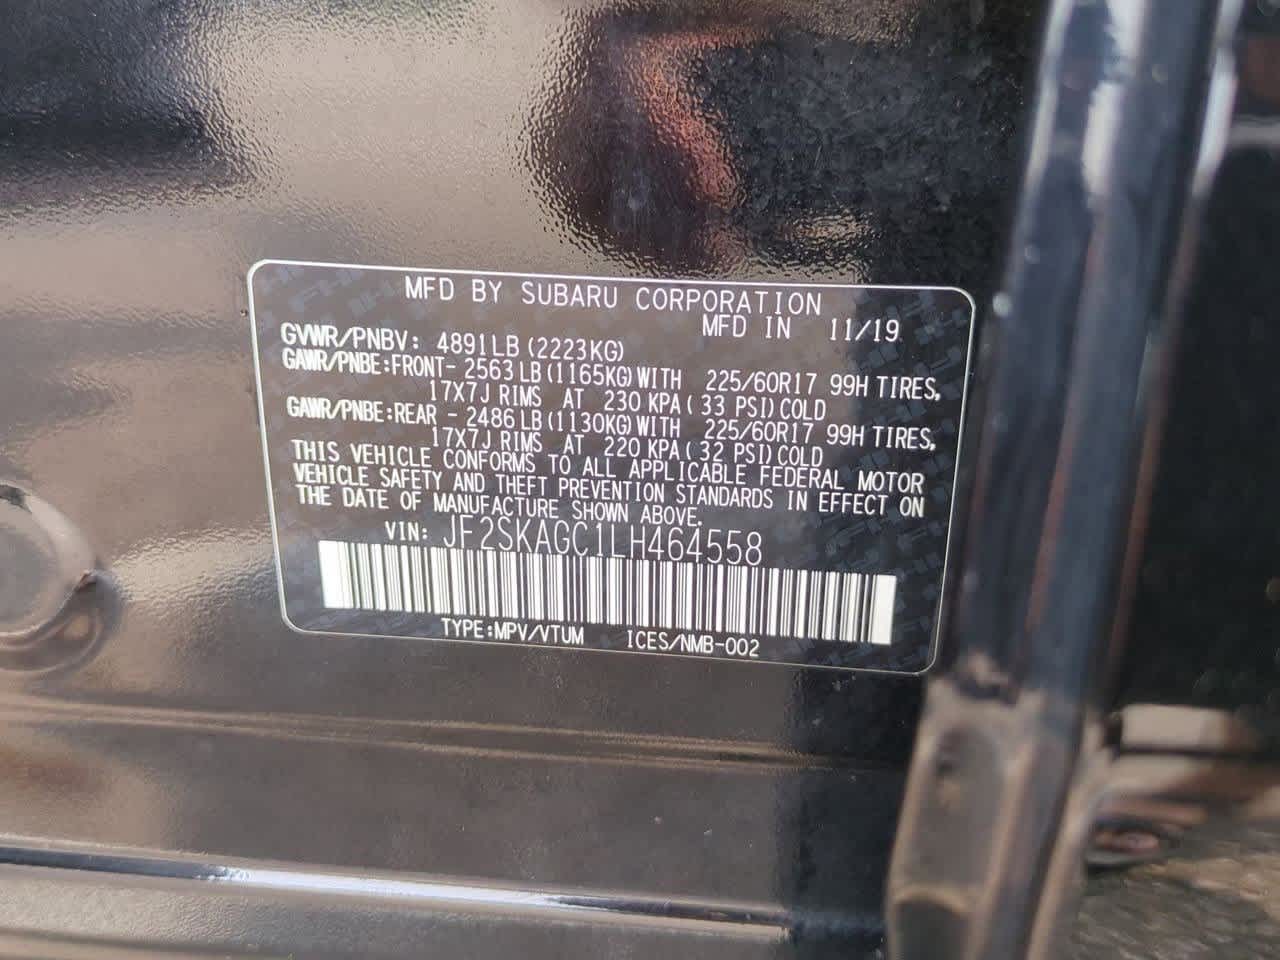 MFD BY SUBARU CORPORATION
MFD IN 11/19
GVWR/PNBV: 4891LB (2223KG)
GAWR/PNBE:FRONT- 2563LB (1165KG) WITH 225/60R17 99H TIRES,
17X7J RIMS AT 230 KPA ( 33 PSI) COLD
GAWR/PNBE:REAR - 2486LB (1130KG) WITH 225/60R17 99H TIRES,
17X7J RIMS AT 220 KPA ( 32 PSI) COLD
THIS VEHICLE CONFORMS TO ALL APPLICABLE FEDERAL MOTOR
VEHICLE SAFETY AND THEFT PREVENTION STANDARDS IN EFFECT ON
THE DATE OF MANUFACTURE SHOWN ABOVE.
VIN: JF2SKAGC1LH464558
TYPE:MPV/VTUM ICES/NMB-002